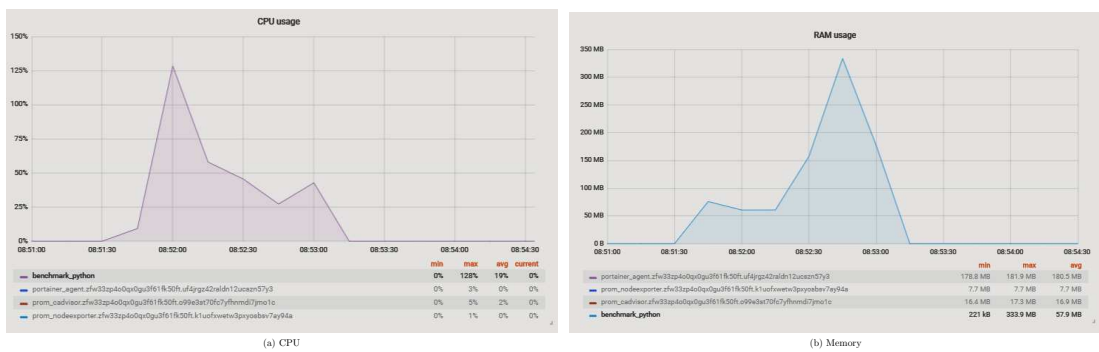 CPU usage
150%
125%
100%
75%
50%
25%
0%
08:51:00 08:51:30 08:52:00 08:52:30 08:53:00 08:53:30 08:54:00 08:54:30
min max avg current
benchmark_python 0% 128% 19% 0%
portainer_agent.zfw33zp4o0qx0gu3f61fk50ft.uf4jrgz42raldn12ucazn57y3 0% 3% 0% 0%
prom_cadvisor.zfw33zp4o0qx0gu3f61fk50ft.o99e3st70fc7yfhnmdi7jmo1c 0% 5% 2% 0%
prom_nodeexporter.zfw33zp4o0qx0gu3f61fk50ft.k1uofxwetw3pxyoebsv7ay94a 0% 1% 0% 0%
(a) CPU
RAM usage
350 MB
300 MB
250 MB
200 MB
150 MB
100 MB
50 MB
0 B
08:51:00 08:51:30 08:52:00 08:52:30 08:53:00 08:53:30 08:54:00 08:54:30
min max avg
portainer_agent.zfw33zp4o0qx0gu3f61fk50ft.uf4jrgz42raldn12ucazn57y3 178.8 MB 181.9 MB 180.5 MB
prom_nodeexporter.zfw33zp4o0qx0gu3f61fk50ft.k1uofxwetw3pxyoebsv7ay94a 7.7 MB 7.7 MB 7.7 MB
prom_cadvisor.zfw33zp4o0qx0gu3f61fk50ft.o99e3st70fc7yfhnmdi7jmo1c 16.4 MB 17.3 MB 16.9 MB
benchmark_python 221 kB 333.9 MB 57.9 MB
(b) Memory